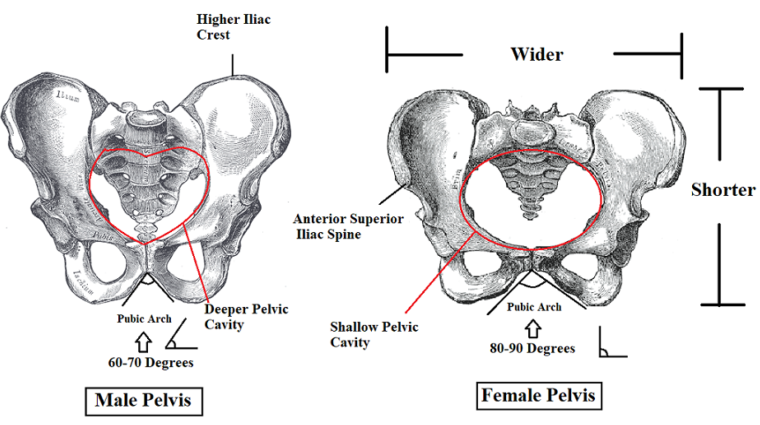 Higher Iliac
Crest
Wider
Ilium
Shorter
Anterior Superior
Iliac Spine
Brim
Pubis
Ischium
Deeper Pelvic
Cavity
Pubic Arch
60-70 Degrees
Shallow Pelvic
Cavity
Pubic Arch
80-90 Degrees
Male Pelvis
Female Pelvis